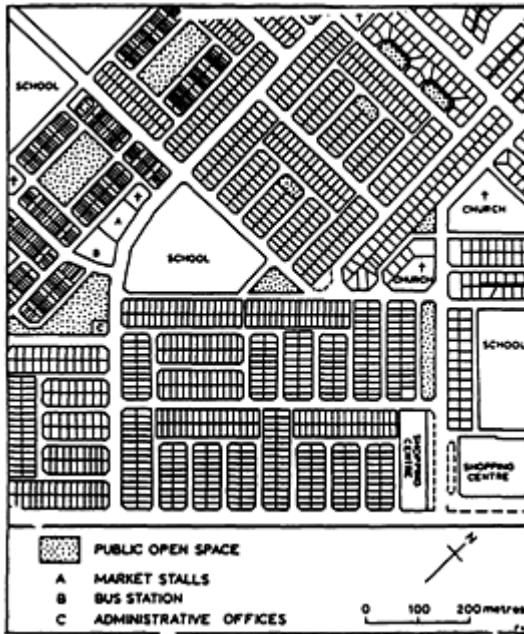 SCHOOL
A
B
SCHOOL
CHURCH
CHURCH
C
SCHOOL
SHOPPING
CENTRE
SHOPPING
CENTRE
PUBLIC OPEN SPACE
A MARKET STALLS
B BUS STATION
C ADMINISTRATIVE OFFICES
N
0 100 200 metres